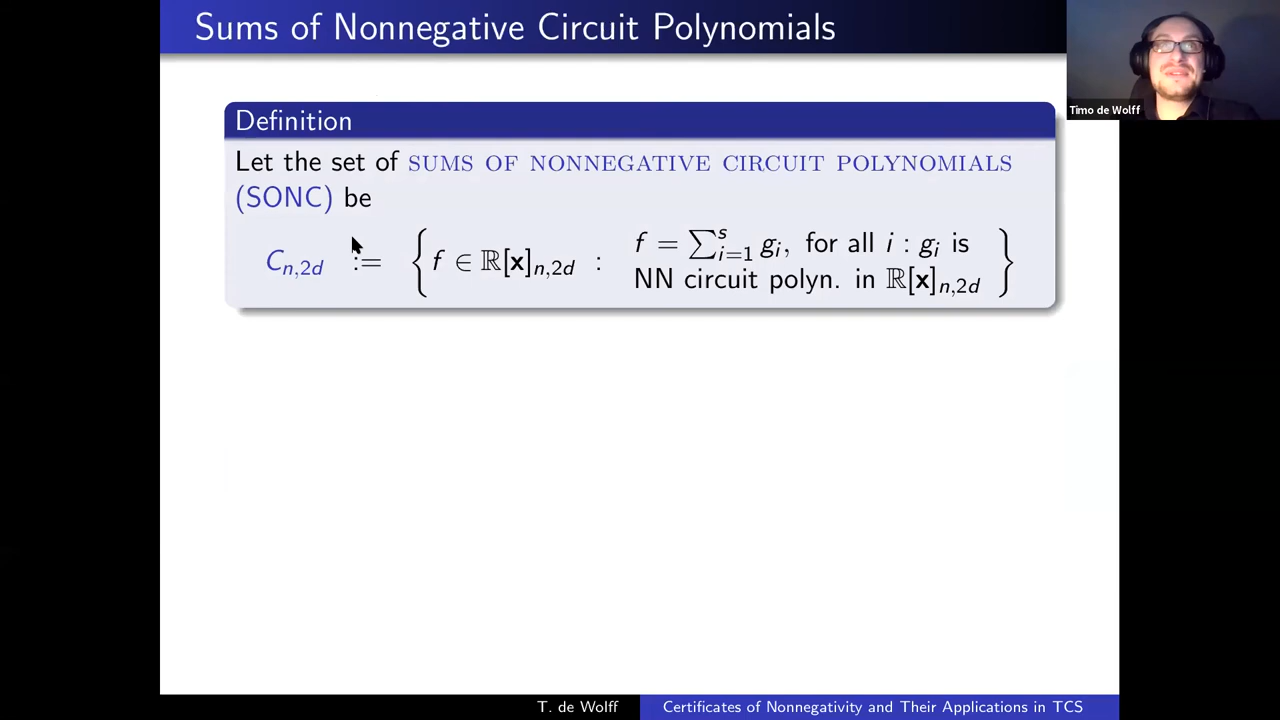 Sums of Nonnegative Circuit Polynomials
Timo de Wolff
Definition
Let the set of SUMS OF NONNEGATIVE CIRCUIT POLYNOMIALS
(SONC) be
C_{n,2d} := { f ∈ ℝ[x]_{n,2d} : f = ∑_{i=1}^{s} g_i, for all i : g_i is
NN circuit polyn. in ℝ[x]_{n,2d} }
T. de Wolff
Certificates of Nonnegativity and Their Applications in TCS